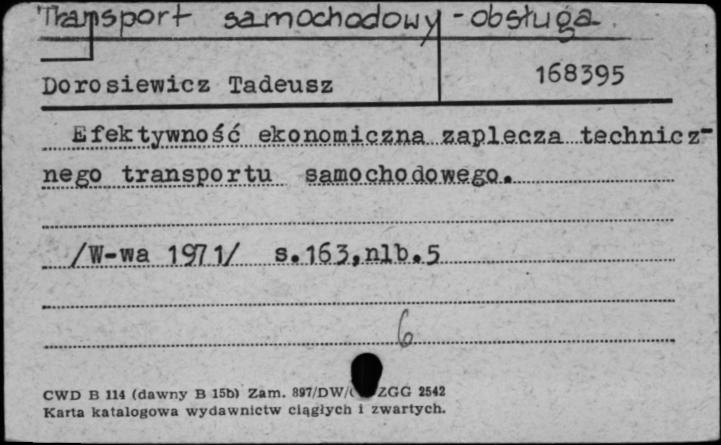 Transport samochodowy - obsługa
Dorosiewicz Tadeusz
168395
Efektywność ekonomiczna zaplecza technicz-
nego transportu samochodowego.
/W-wa 1971/ s.163,nlb.5
6
CWD B 114 (dawny B 15b) Zam. 897/DW/ ZGG 2542
Karta katalogowa wydawnictw ciągłych i zwartych.